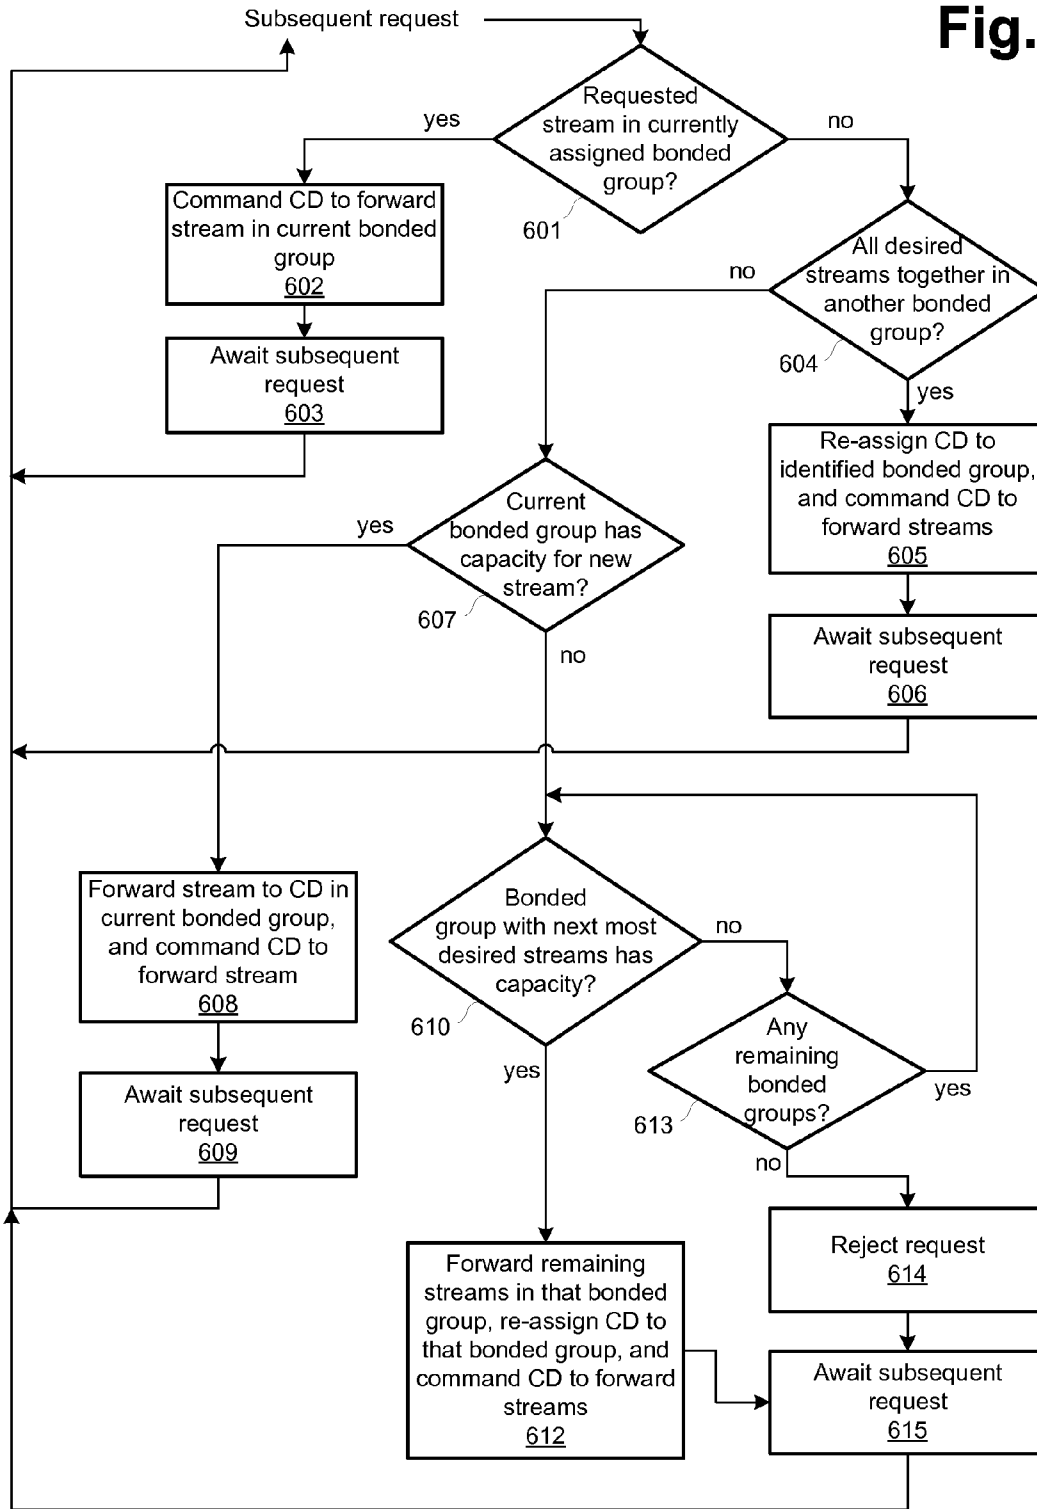 Subsequent request
Fig.
Requested
stream in currently
assigned bonded
group?
yes
no
601
Command CD to forward
stream in current bonded
group
602
All desired
streams together in
another bonded
group?
no
604
yes
Await subsequent
request
603
Re-assign CD to
identified bonded group,
and command CD to
forward streams
605
Current
bonded group has
capacity for new
stream?
yes
607
no
Await subsequent
request
606
Forward stream to CD in
current bonded group,
and command CD to
forward stream
608
Bonded
group with next most
desired streams has
capacity?
no
610
yes
Any
remaining
bonded
groups?
yes
613
no
Await subsequent
request
609
Forward remaining
streams in that bonded
group, re-assign CD to
that bonded group, and
command CD to forward
streams
612
Reject request
614
Await subsequent
request
615